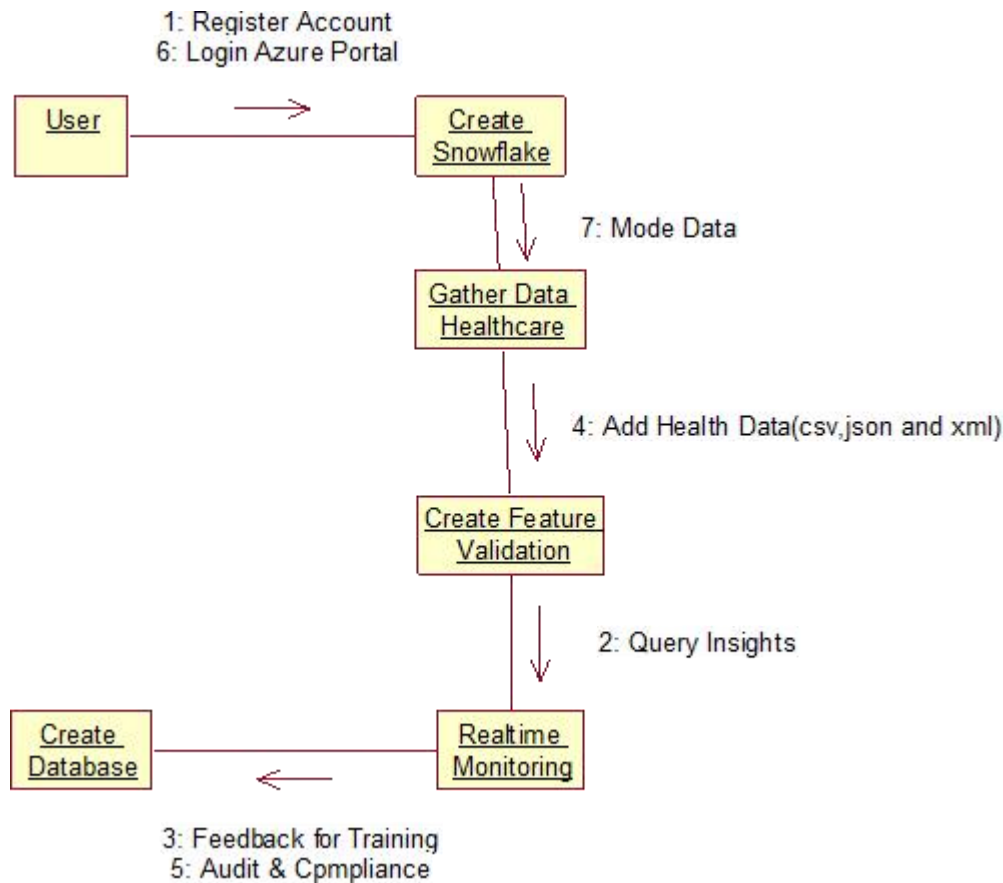 1: Register Account
6: Login Azure Portal
User
Create
Snowflake
7: Mode Data
Gather Data
Healthcare
4: Add Health Data(csv,json and xml)
Create Feature
Validation
2: Query Insights
Create
Database
Realtime
Monitoring
3: Feedback for Training
5: Audit & Cpmpliance